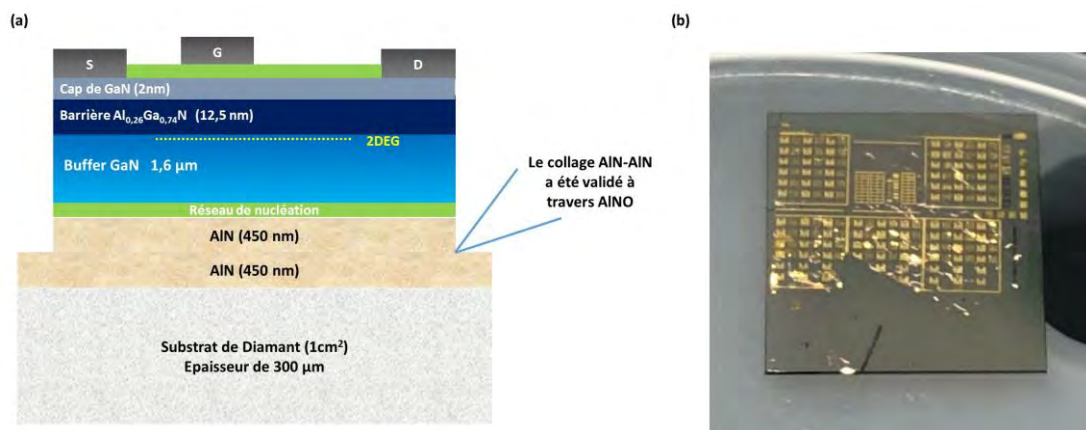 (a)
(b)
G
S
D
Cap de GaN (2nm)
Barrière Al0,26Ga0,74N (12,5 nm)
2DEG
Buffer GaN 1,6 µm
Réseau de nucléation
Le collage AlN-AlN
a été validé à
travers AlNO
AlN (450 nm)
AlN (450 nm)
Substrat de Diamant (1cm²)
Epaisseur de 300 µm